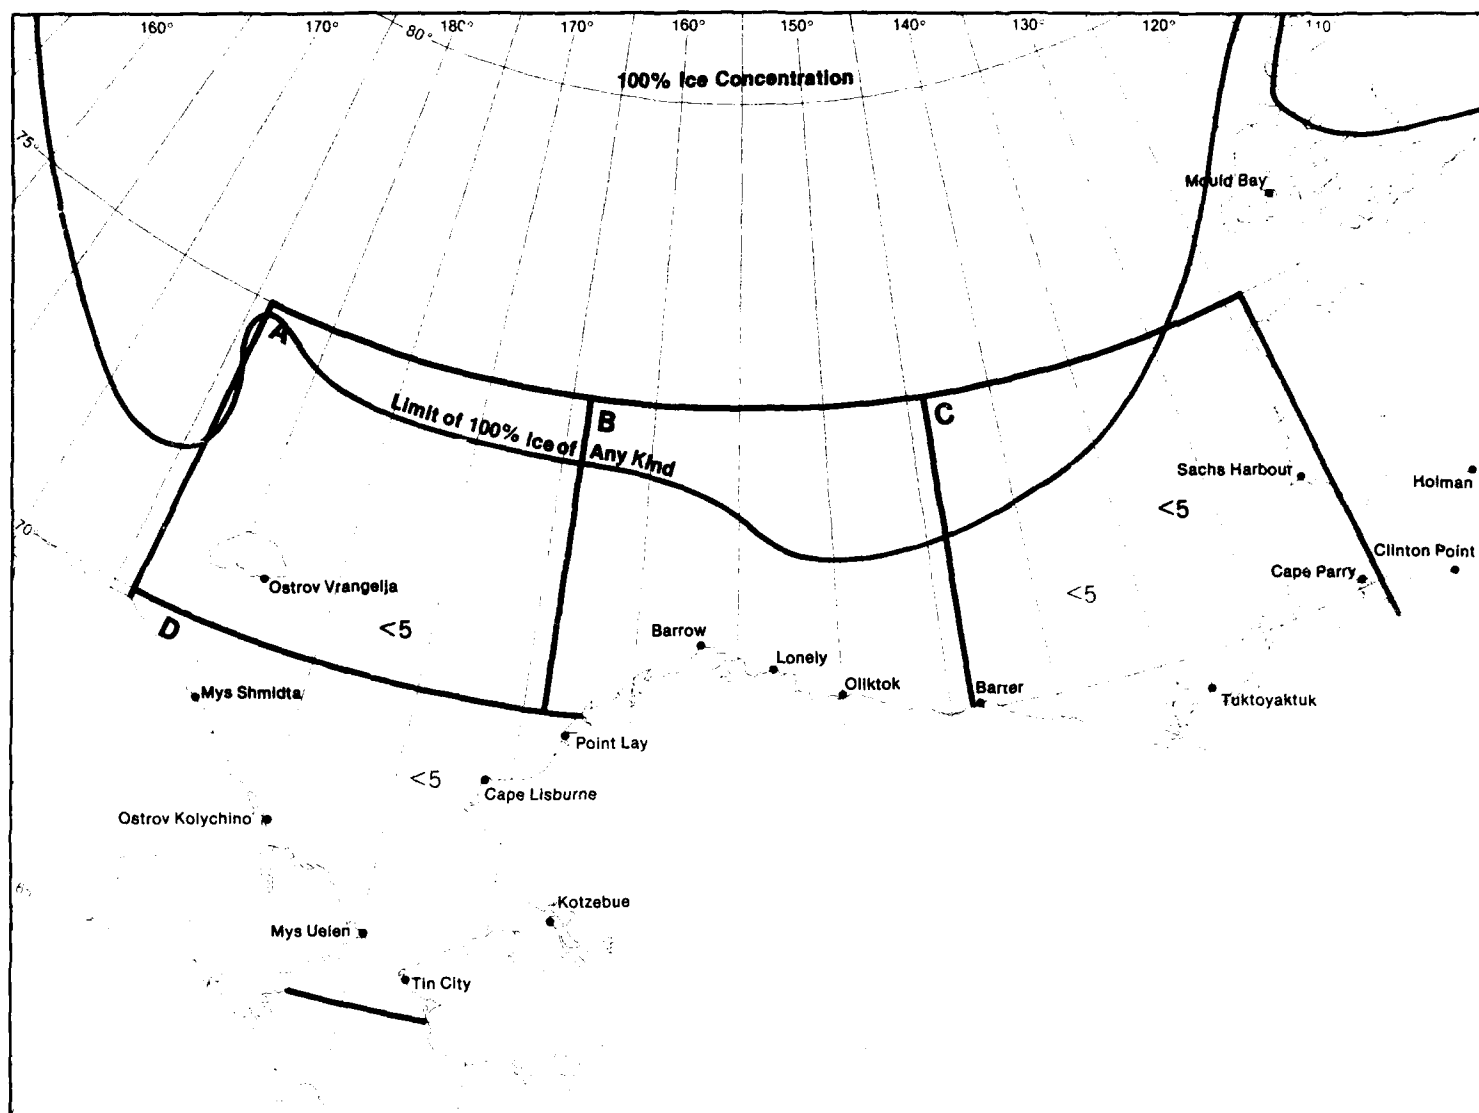 160° 170° 180° 170° 160° 150° 140° 130° 120° 110
80°
100% Ice Concentration
75°
Mould Bay
A
B
C
Limit of 100% Ice of Any Kind
Sachs Harbour
Holman
<5
Clinton Point
Cape Parry
70°
Ostrov Vrangelja
<5
<5
D
Barrow
Lonely
Oliktok
Barter
Tuktoyaktuk
Mys Shmidta
Point Lay
<5
Cape Lisburne
Ostrov Kolychino
Kotzebue
Mys Uelen
Tin City